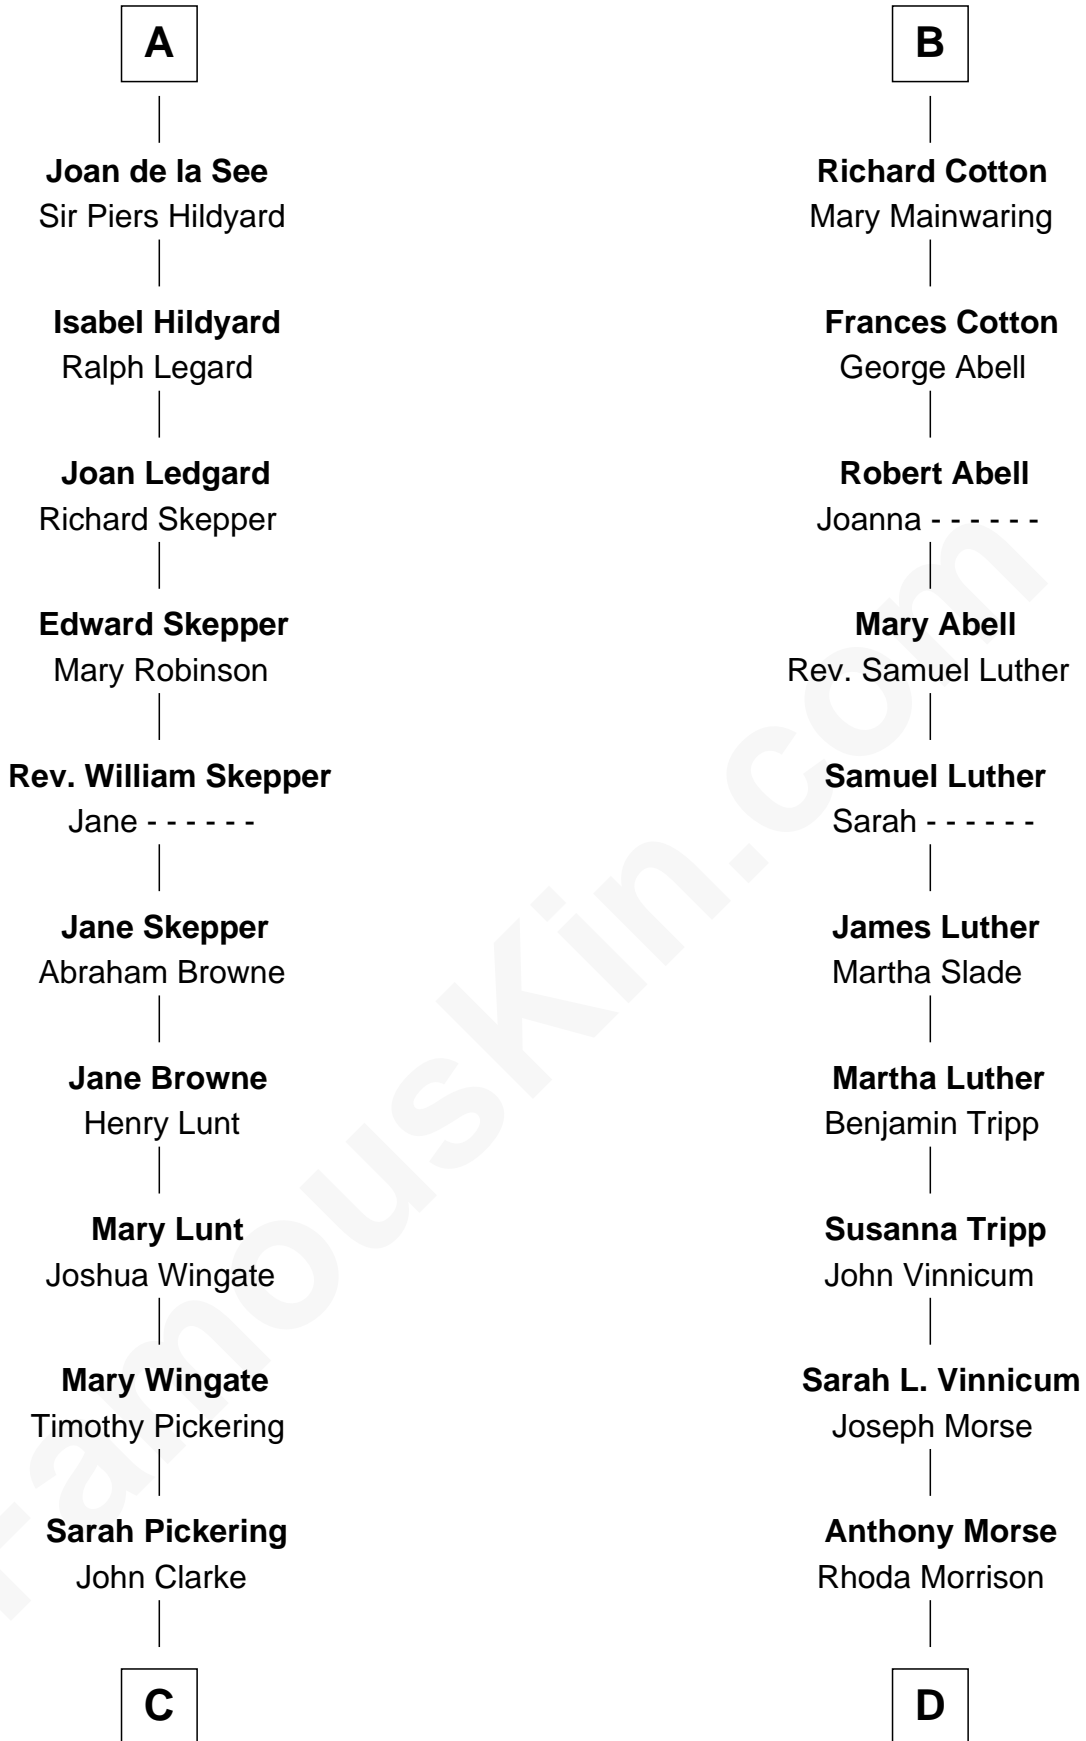 A
Joan de la See
Sir Piers Hildyard
Isabel Hildyard
Ralph Legard
Joan Ledgard
Richard Skepper
Edward Skepper
Mary Robinson
Rev. William Skepper
Jane - - - - - -
Jane Skepper
Abraham Browne
Jane Browne
Henry Lunt
Mary Lunt
Joshua Wingate
Mary Wingate
Timothy Pickering
Sarah Pickering
John Clarke
C
B
Richard Cotton
Mary Mainwaring
Frances Cotton
George Abell
Robert Abell
Joanna - - - - - -
Mary Abell
Rev. Samuel Luther
Samuel Luther
Sarah - - - - - -
James Luther
Martha Slade
Martha Luther
Benjamin Tripp
Susanna Tripp
John Vinnicum
Sarah L. Vinnicum
Joseph Morse
Anthony Morse
Rhoda Morrison
D
FamousKin.com